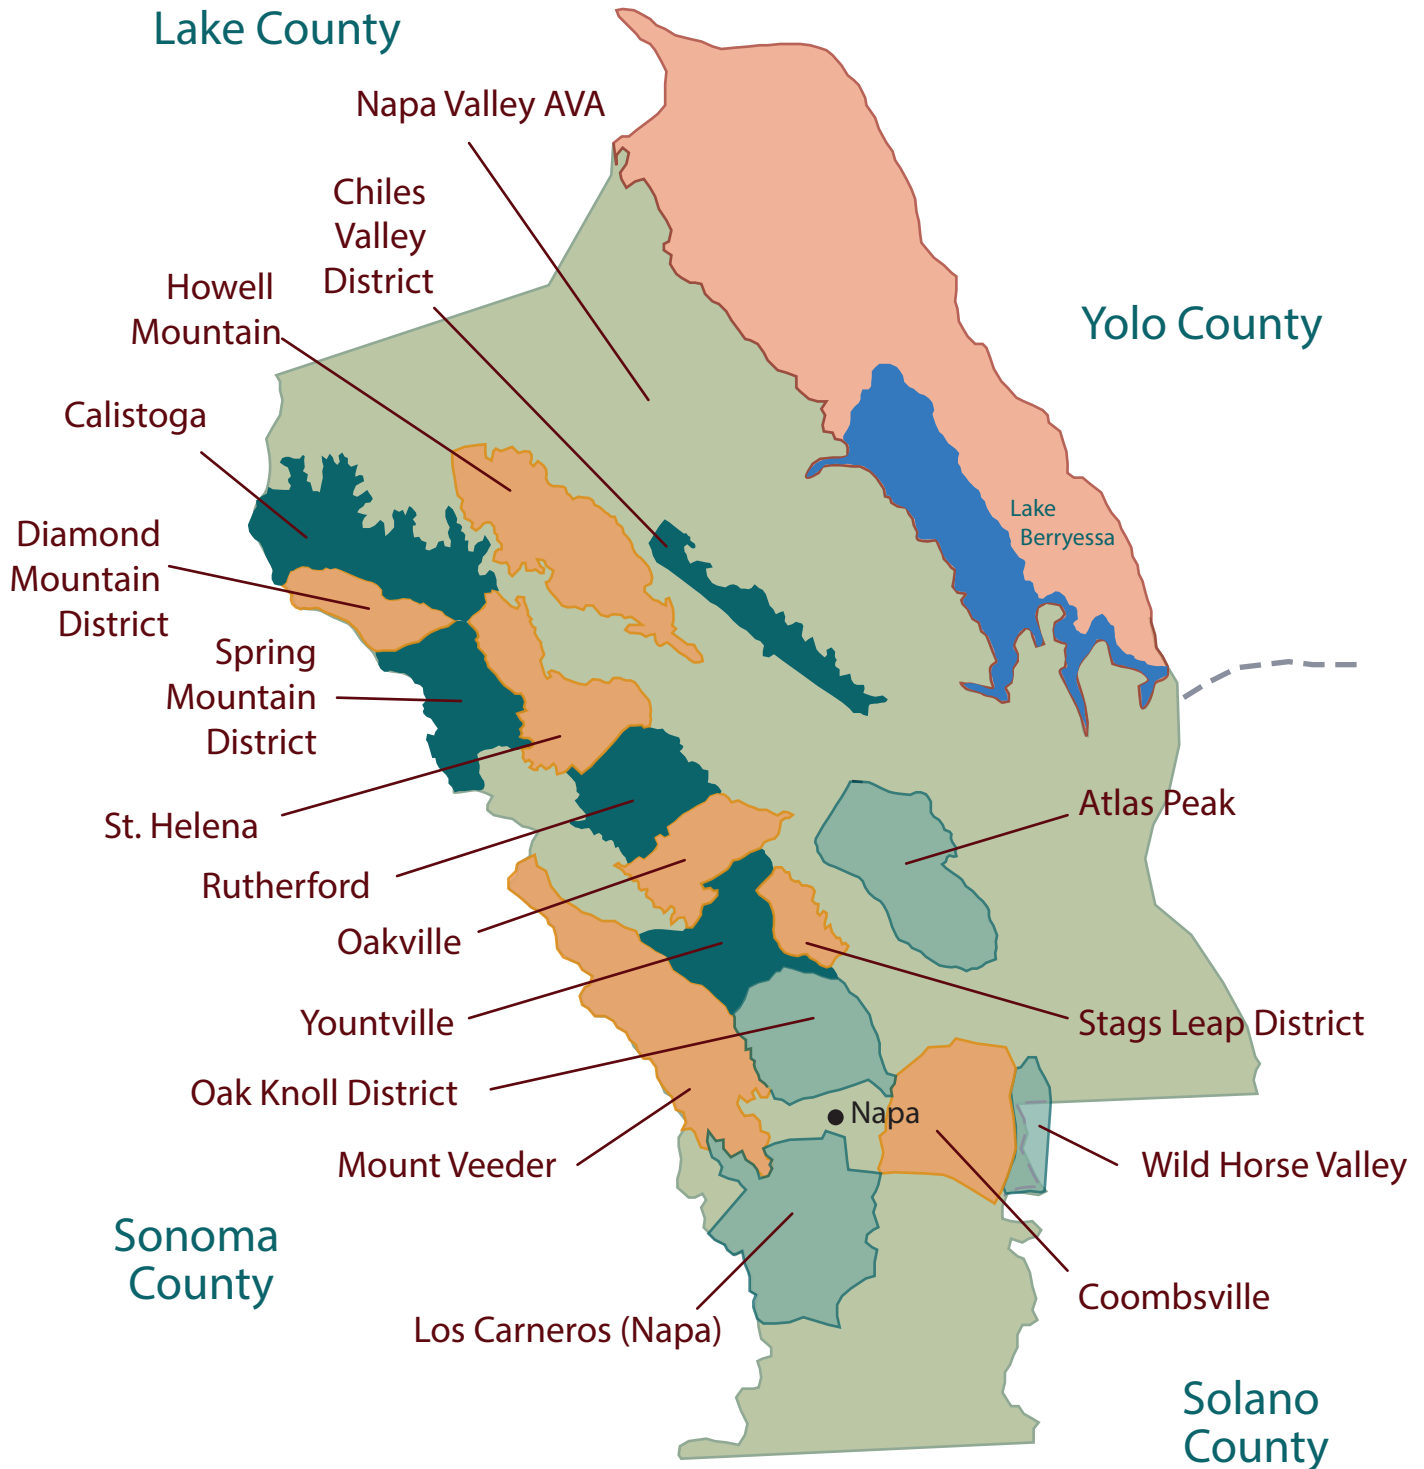 Lake County
Napa Valley AVA
Chiles
Valley
District
Howell
Mountain
Yolo County
Calistoga
Lake
Berryessa
Diamond
Mountain
District
Spring
Mountain
District
St. Helena
Atlas Peak
Rutherford
Oakville
Yountville
Stags Leap District
Oak Knoll District
Napa
Mount Veeder
Wild Horse Valley
Sonoma
County
Coombsville
Los Carneros (Napa)
Solano
County